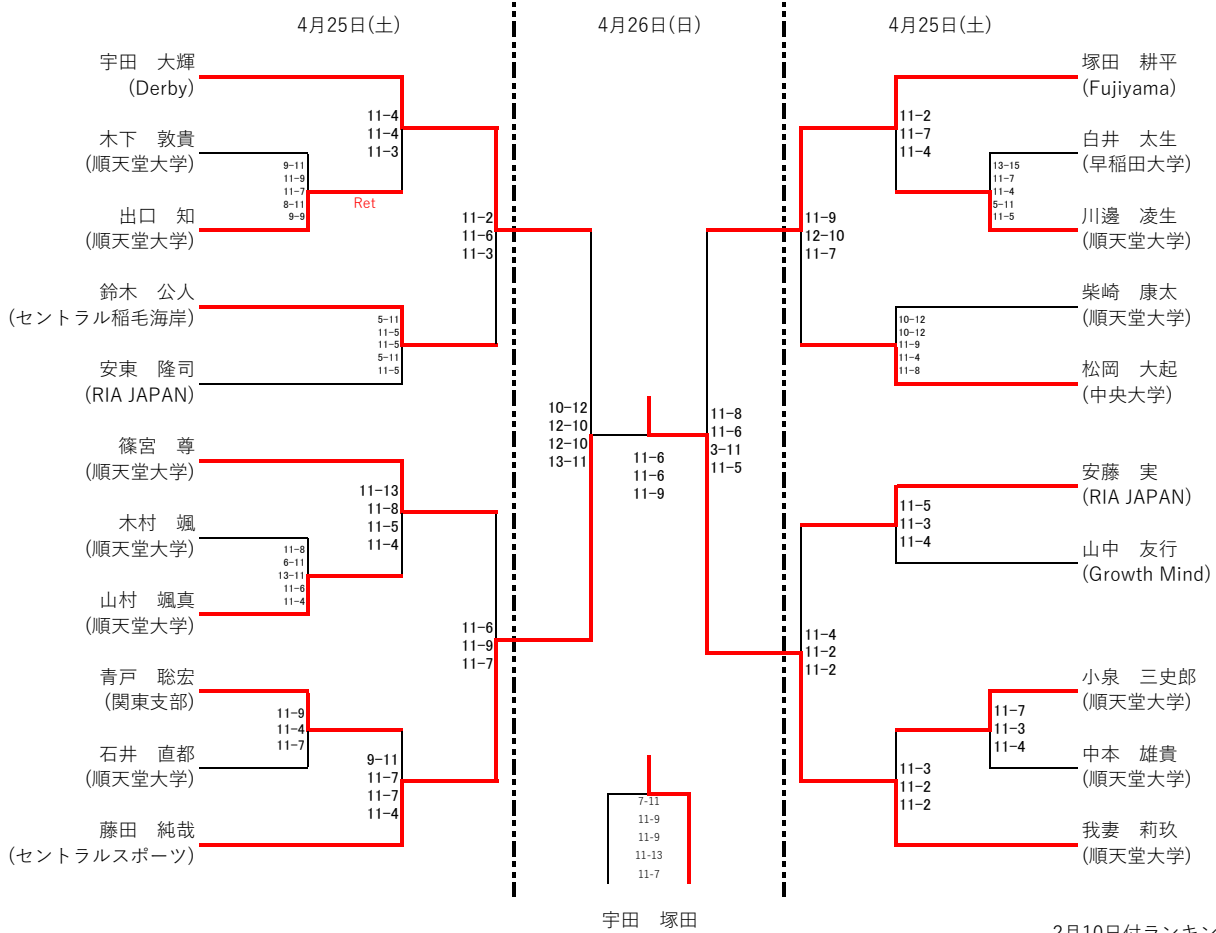 4月25日(土)
4月26日(日)
4月25日(土)
宇田　大輝
(Derby)
木下　敦貴
(順天堂大学)
出口　知
(順天堂大学)
鈴木　公人
(セントラル稲毛海岸)
安東　隆司
(RIA JAPAN)
篠宮　尊
(順天堂大学)
木村　颯
(順天堂大学)
山村　颯真
(順天堂大学)
青戸　聡宏
(関東支部)
石井　直都
(順天堂大学)
藤田　純哉
(セントラルスポーツ)
9-11
11-9
11-7
8-11
9-9
Ret
11-4
11-4
11-3
5-11
11-5
11-5
5-11
11-5
11-2
11-6
11-3
11-8
6-11
13-11
11-6
11-4
11-13
11-8
11-5
11-4
11-9
11-4
11-7
9-11
11-7
11-7
11-4
11-6
11-9
11-7
10-12
12-10
12-10
13-11
11-6
11-6
11-9
11-8
11-6
3-11
11-5
7-11
11-9
11-9
11-13
11-7
宇田　塚田
11-2
11-7
11-4
13-15
11-7
11-4
5-11
11-5
11-9
12-10
11-7
10-12
10-12
11-9
11-4
11-8
11-5
11-3
11-4
11-4
11-2
11-2
11-7
11-3
11-4
11-3
11-2
11-2
塚田　耕平
(Fujiyama)
白井　太生
(早稲田大学)
川邉　凌生
(順天堂大学)
柴崎　康太
(順天堂大学)
松岡　大起
(中央大学)
安藤　実
(RIA JAPAN)
山中　友行
(Growth Mind)
小泉　三史郎
(順天堂大学)
中本　雄貴
(順天堂大学)
我妻　莉玖
(順天堂大学)
2月10日付ランキン